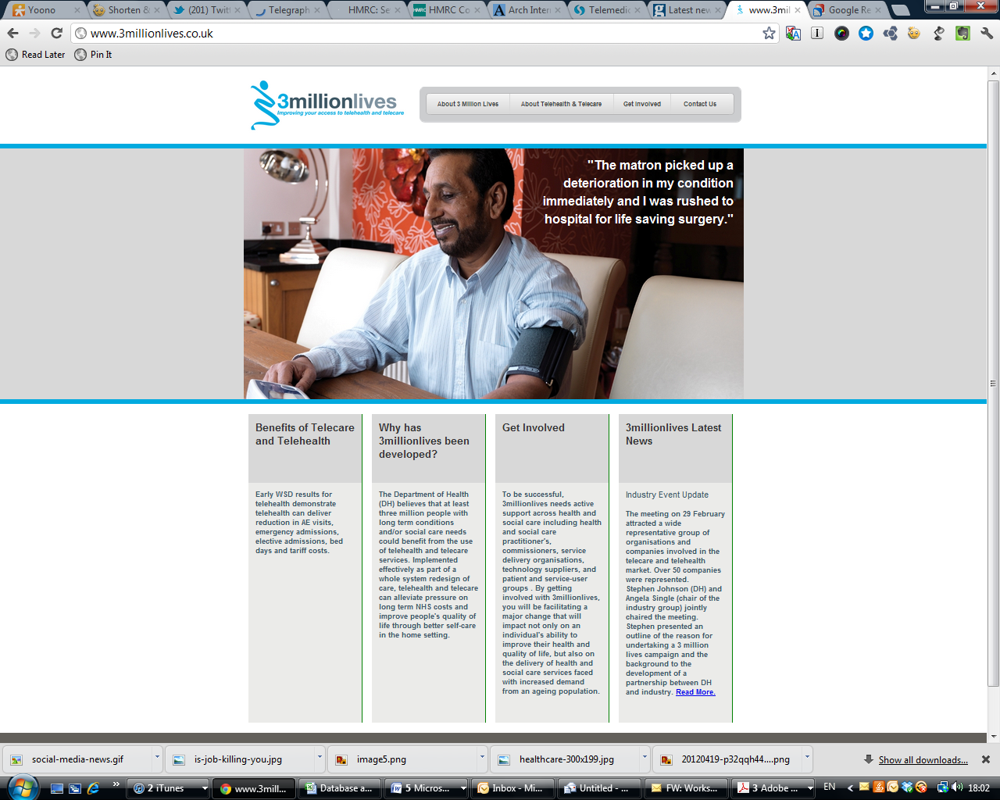 Yoono
Shorten &
(201) Twitt
Telegraph
HMRC: Se
HMRC Co
Arch Inter
Telemedic
Latest new
www.3mil
Google Re
www.3millionlives.co.uk
Read Later
Pin It
3millionlives
Improving your access to telehealth and telecare
About 3 Million Lives
About Telehealth & Telecare
Get Involved
Contact Us
"The matron picked up a
deterioration in my condition
immediately and I was rushed to
hospital for life saving surgery."
Benefits of Telecare
and Telehealth
Early WSD results for
telehealth demonstrate
telehealth can deliver
reduction in AE visits,
emergency admissions,
elective admissions, bed
days and tariff costs.
Why has
3millionlives been
developed?
The Department of Health
(DH) believes that at least
three million people with
long term conditions
and/or social care needs
could benefit from the use
of telehealth and telecare
services. Implemented
effectively as part of a
whole system redesign of
care, telehealth and telecare
can alleviate pressure on
long term NHS costs and
improve people's quality of
life through better self-care
in the home setting.
Get Involved
To be successful,
3millionlives needs active
support across health and
social care including health
and social care
practitioner's,
commissioners, service
delivery organisations,
technology suppliers, and
patient and service-user
groups . By getting
involved with 3millionlives,
you will be facilitating a
major change that will
impact not only on an
individual's ability to
improve their health and
quality of life, but also on
the delivery of health and
social care services faced
with increased demand
from an ageing population.
3millionlives Latest
News
Industry Event Update
The meeting on 29 February
attracted a wide
representative group of
organisations and
companies involved in the
telecare and telehealth
market. Over 50 companies
were represented.
Stephen Johnson (DH) and
Angela Single (chair of the
industry group) jointly
chaired the meeting.
Stephen presented an
outline of the reason for
undertaking a 3 million
lives campaign and the
background to the
development of a
partnership between DH
and industry. Read More.
social-media-news.gif
is-job-killing-you.jpg
image5.png
healthcare-300x199.jpg
20120419-p32qqh44....png
Show all downloads...
2 iTunes
www.3mill...
Database a...
5 Micros...
Inbox - Mi...
Untitled - ...
FW: Works...
3 Adobe ...
EN
18:02